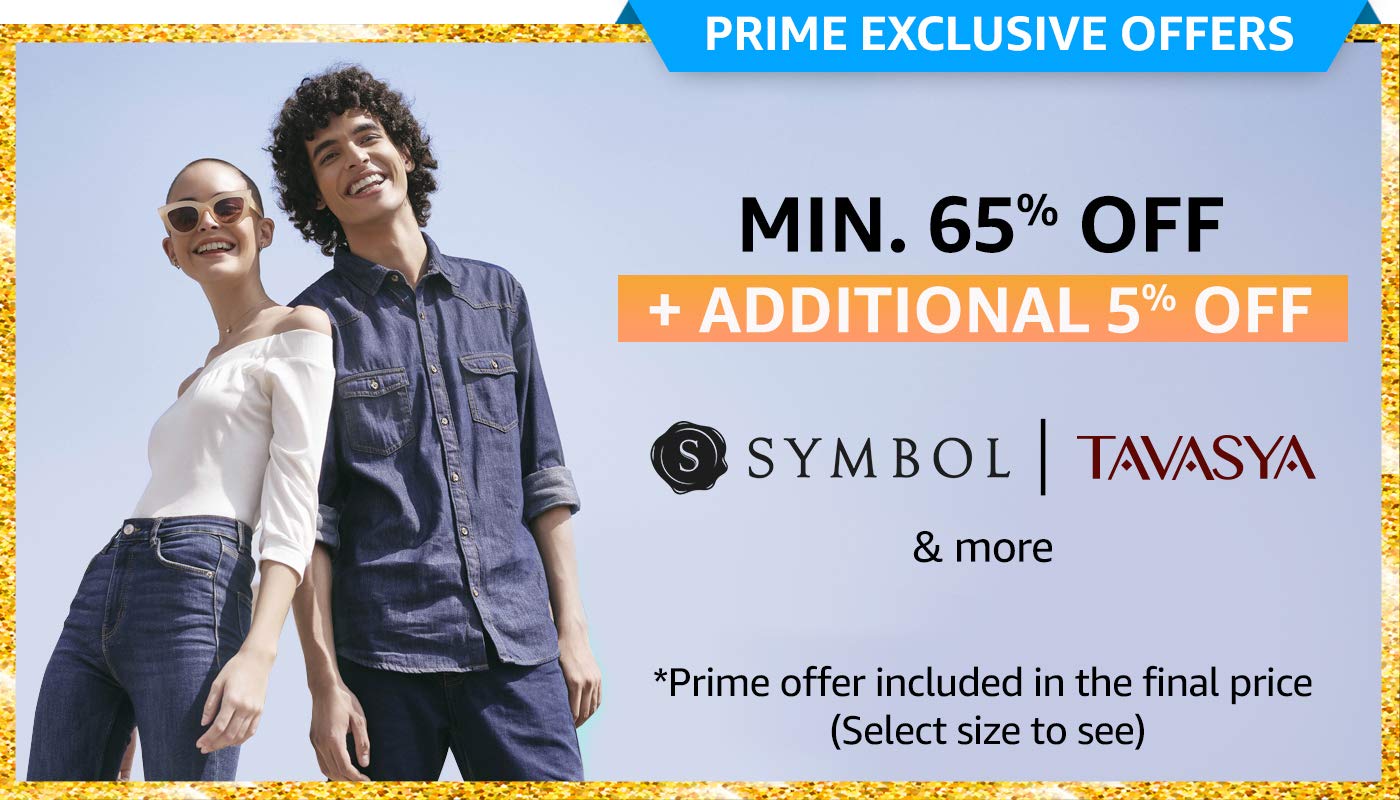 PRIME EXCLUSIVE OFFERS
MIN. 65% OFF
+ ADDITIONAL 5% OFF
S SYMBOL | TAVASYA
& more
*Prime offer included in the final price
(Select size to see)